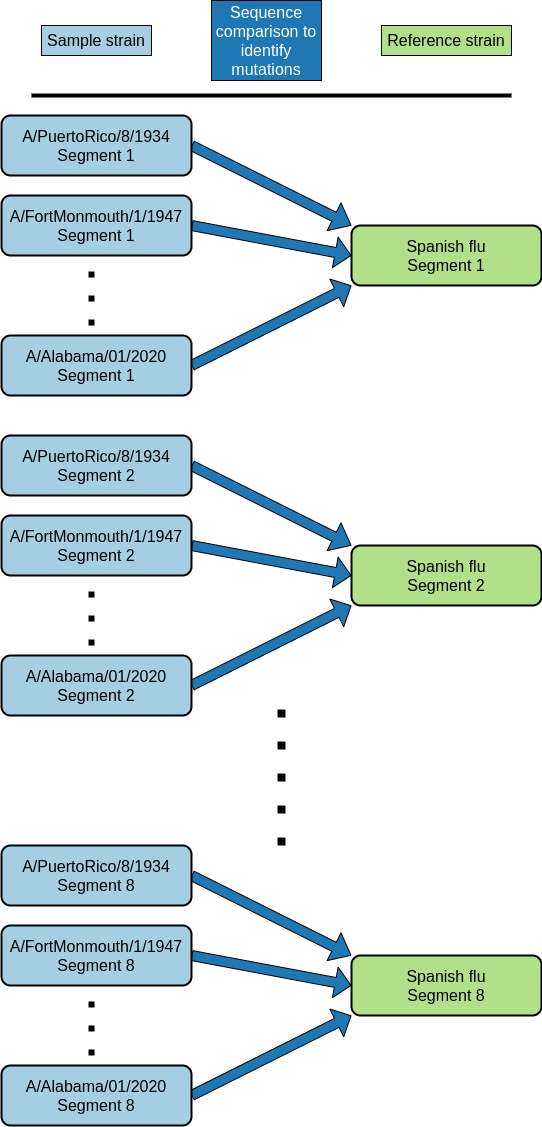 Sample strain
Sequence
comparison to
identify
mutations
Reference strain
A/PuertoRico/8/1934
Segment 1
A/FortMonmouth/1/1947
Segment 1
A/Alabama/01/2020
Segment 1
Spanish flu
Segment 1
A/PuertoRico/8/1934
Segment 2
A/FortMonmouth/1/1947
Segment 2
A/Alabama/01/2020
Segment 2
Spanish flu
Segment 2
A/PuertoRico/8/1934
Segment 8
A/FortMonmouth/1/1947
Segment 8
A/Alabama/01/2020
Segment 8
Spanish flu
Segment 8